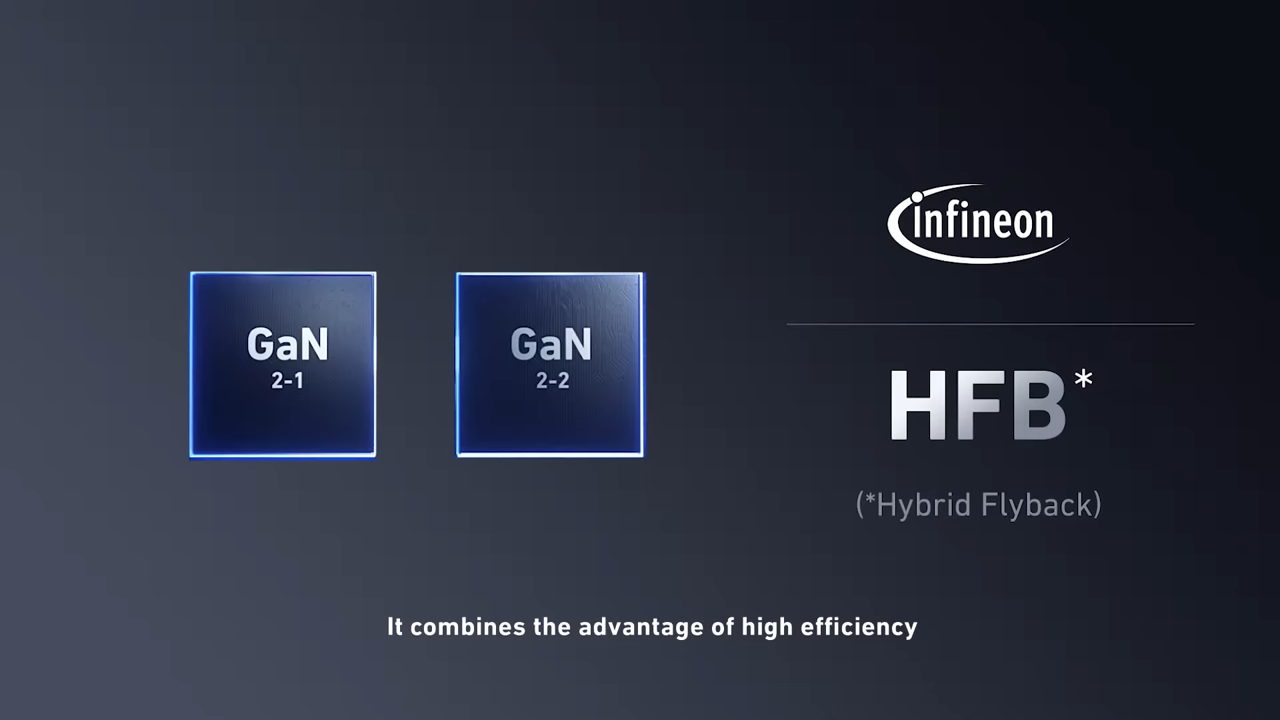 GaN
2-1
GaN
2-2
infineon
HFB*
(*Hybrid Flyback)
It combines the advantage of high efficiency